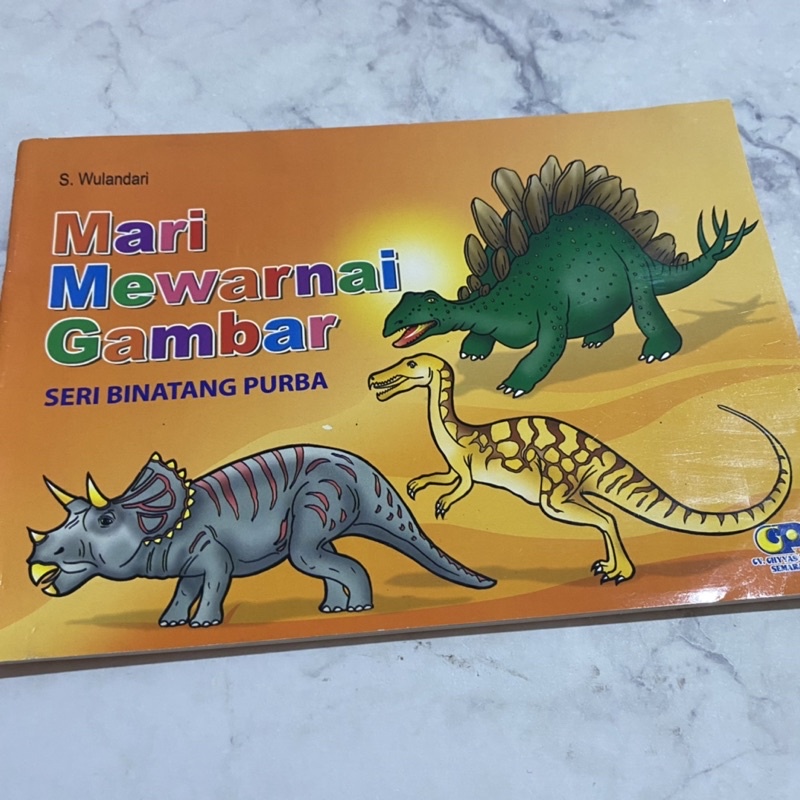 S. Wulandari
Mari
Mewarnai
Gambar
SERI BINATANG PURBA